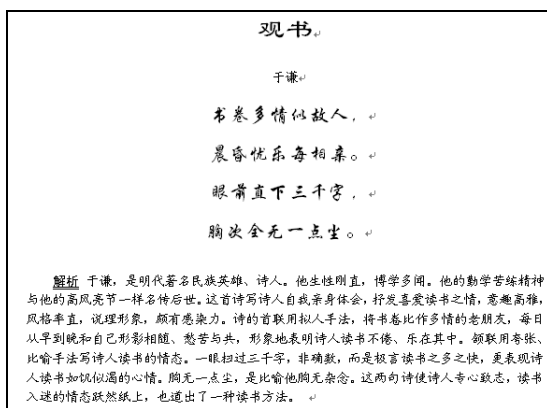 观书
于谦
书卷多情似故人，
晨昏忧乐每相亲。
眼前直下三千字，
胸次全无一点尘。
解析 于谦，是明代著名民族英雄、诗人。他生性刚直，博学多闻。他的勤学苦练精神
与他的高风亮节一样名传后世。这首诗写诗人自我亲身体会，抒发喜爱读书之情，意趣高雅，
风格率直，说理形象，颇有感染力。诗的首联用拟人手法，将书卷比作多情的老朋友，每日
从早到晚和自己形影相随、愁苦与共，形象地表明诗人读书不倦、乐在其中。颔联用夸张、
比喻手法写诗人读书的情态。一眼扫过三千字，非确数，而是极言读书之多之快，更表现诗
人读书如饥似渴的心情。胸无一点尘，是比喻他胸无杂念。这两句诗使诗人专心致志，读书
入迷的情态跃然纸上，也道出了一种读书方法。